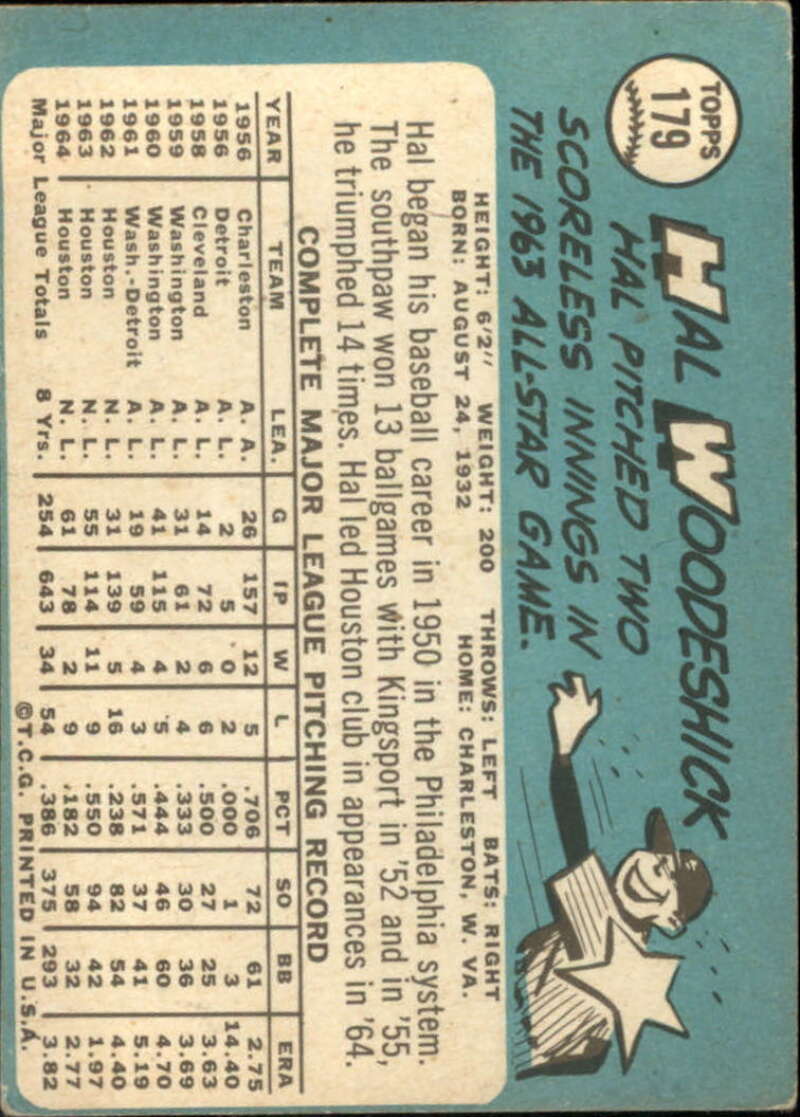 TOPPS
179
HAL WOODESHICK
HAL PITCHED TWO
SCORELESS INNINGS IN
THE 1963 ALL-STAR GAME.
HEIGHT: 6'2" WEIGHT: 200 THROWS: LEFT BATS: RIGHT
BORN: AUGUST 24, 1932 HOME: CHARLESTON, W. VA.
Hal began his baseball career in 1950 in the Philadelphia system.
The southpaw won 13 ballgames with Kingsport in '52 and in '55,
he triumphed 14 times. Hal led Houston club in appearances in '64.
COMPLETE MAJOR LEAGUE PITCHING RECORD
YEAR TEAM LEA. G IP W L PCT SO BB ERA
1956 Charleston A. A. 26 157 12 5 .706 72 61 2.75
1956 Detroit A. L. 2 5 0 2 .000 1 3 14.40
1958 Cleveland A. L. 14 72 6 6 .500 27 25 3.63
1959 Washington A. L. 31 61 2 4 .333 30 36 3.69
1960 Washington A. L. 41 115 4 5 .444 46 60 4.70
1961 Wash.-Detroit A. L. 19 59 4 3 .571 37 41 5.19
1962 Houston N. L. 31 139 5 16 .238 82 54 4.40
1963 Houston N. L. 55 114 11 9 .550 94 42 1.97
1964 Houston N. L. 61 78 2 9 .182 58 32 2.77
Major League Totals 8 Yrs. 254 643 34 54 .386 375 293 3.82
©T.C.G. PRINTED IN U.S.A.